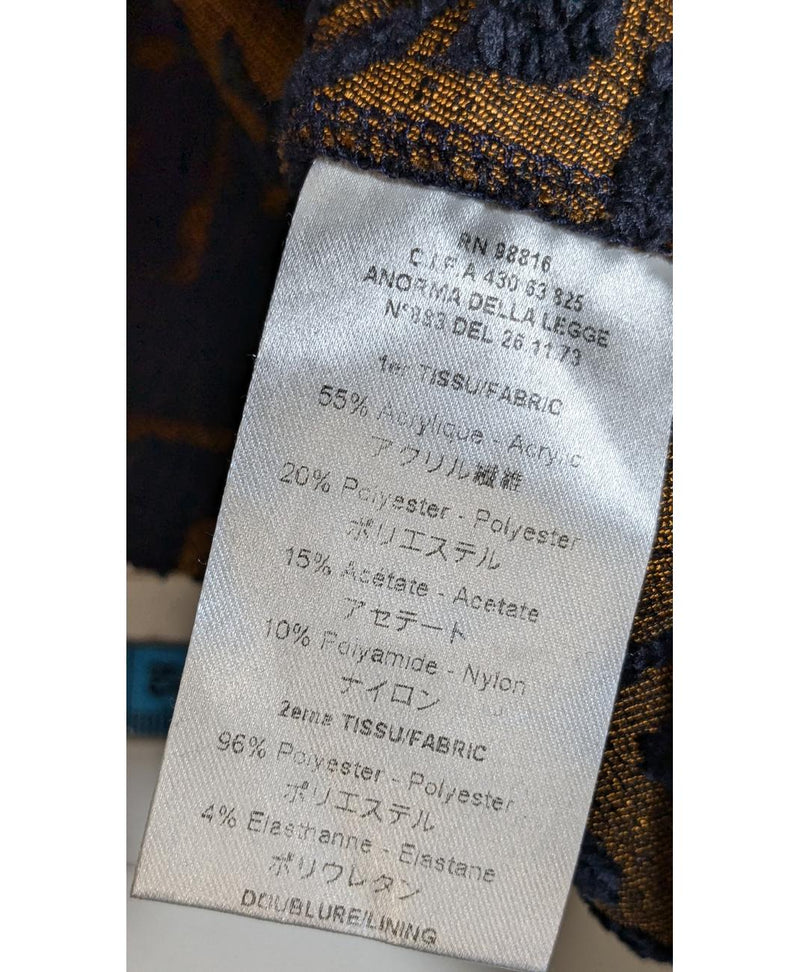 RN 98816
C.I.F. A 430 63 825
ANORMA DELLA LEGGE
N°883 DEL 26.11.73
1er TISSU/FABRIC
55% Acrylique - Acrylic
アクリル繊維
20% Polyester - Polyester
ポリエステル
15% Acétate - Acetate
アセテート
10% Polyamide - Nylon
ナイロン
2eme TISSU/FABRIC
96% Polyester - Polyester
ポリエステル
4% Elasthanne - Elastane
ポリウレタン
DOUBLURE/LINING